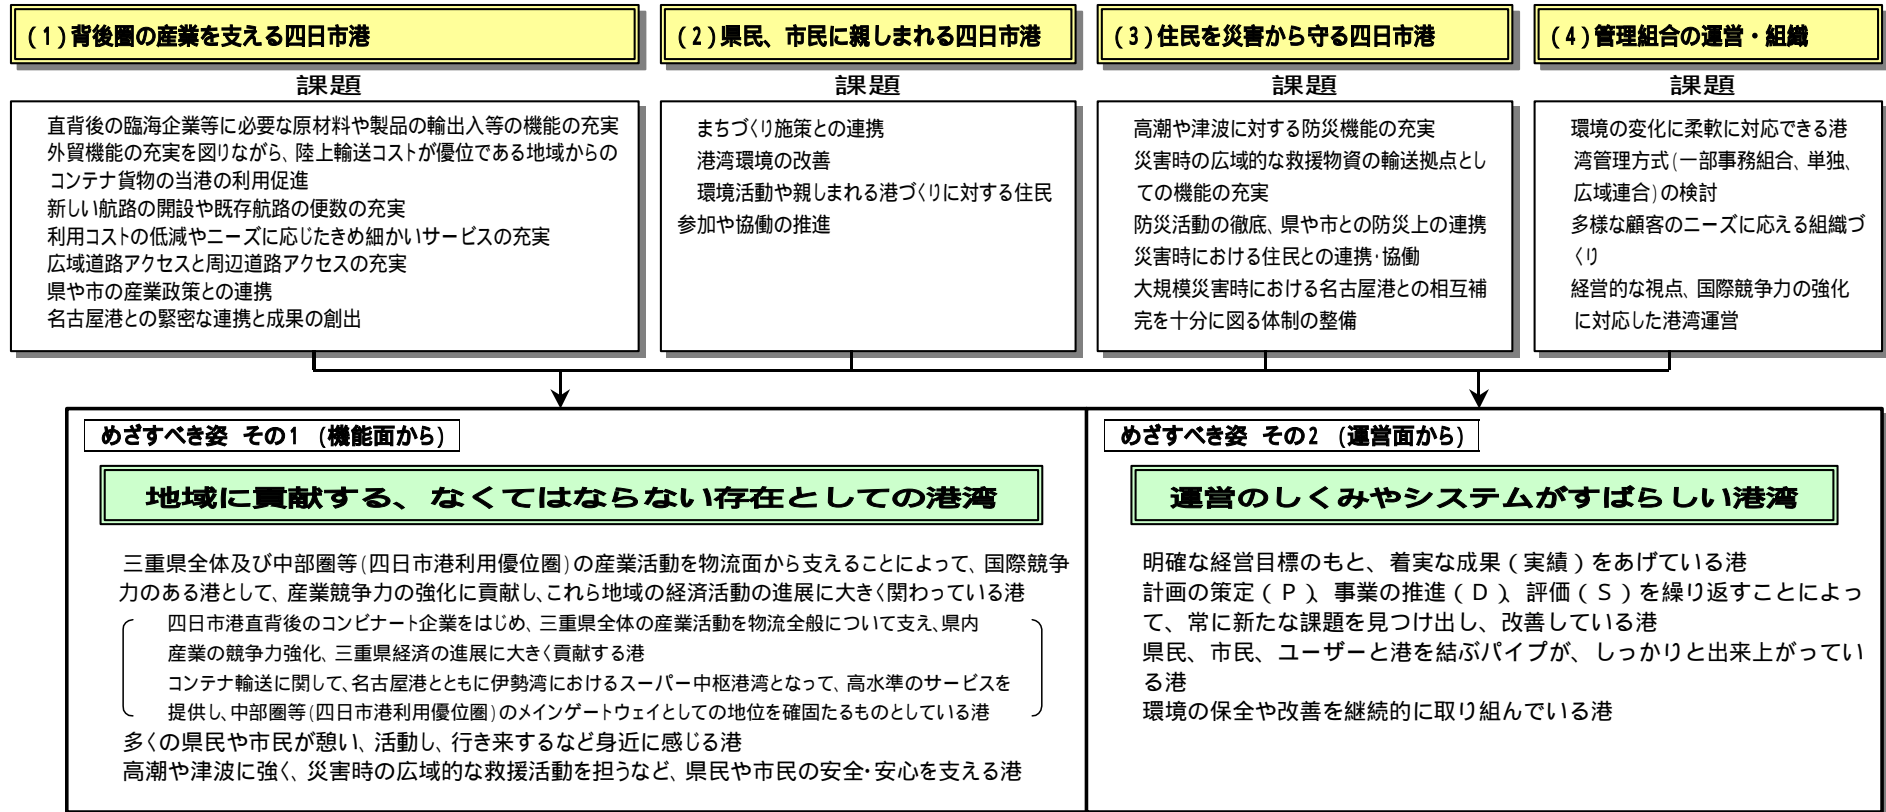 (1)背後圏の産業を支える四日市港
課題
直背後の臨海企業等に必要な原材料や製品の輸出入等の機能の充実
外貿機能の充実を図りながら、陸上輸送コストが優位である地域からの
コンテナ貨物の当港の利用促進
新しい航路の開設や既存航路の便数の充実
利用コストの低減やニーズに応じたきめ細かいサービスの充実
広域道路アクセスと周辺道路アクセスの充実
県や市の産業政策との連携
名古屋港との緊密な連携と成果の創出
(2)県民、市民に親しまれる四日市港
課題
まちづくり施策との連携
港湾環境の改善
環境活動や親しまれる港づくりに対する住民
参加や協働の推進
(3)住民を災害から守る四日市港
課題
高潮や津波に対する防災機能の充実
災害時の広域的な救援物資の輸送拠点とし
ての機能の充実
防災活動の徹底、県や市との防災上の連携
災害時における住民との連携・協働
大規模災害時における名古屋港との相互補
完を十分に図る体制の整備
(4)管理組合の運営・組織
課題
環境の変化に柔軟に対応できる港
湾管理方式(一部事務組合、単独、
広域連合)の検討
多様な顧客のニーズに応える組織づ
くり
経営的な視点、国際競争力の強化
に対応した港湾運営
めざすべき姿 その1 (機能面から)
地域に貢献する、なくてはならない存在としての港湾
三重県全体及び中部圏等(四日市港利用優位圏)の産業活動を物流面から支えることによって、国際競争
力のある港として、産業競争力の強化に貢献し、これら地域の経済活動の進展に大きく関わっている港
四日市港直背後のコンビナート企業をはじめ、三重県全体の産業活動を物流全般について支え、県内
産業の競争力強化、三重県経済の進展に大きく貢献する港
コンテナ輸送に関して、名古屋港とともに伊勢湾におけるスーパー中枢港湾となって、高水準のサービスを
提供し、中部圏等(四日市港利用優位圏)のメインゲートウェイとしての地位を確固たるものとしている港
多くの県民や市民が憩い、活動し、行き来するなど身近に感じる港
高潮や津波に強く、災害時の広域的な救援活動を担うなど、県民や市民の安全・安心を支える港
めざすべき姿 その2 (運営面から)
運営のしくみやシステムがすばらしい港湾
明確な経営目標のもと、着実な成果(実績)をあげている港
計画の策定(P)、事業の推進(D)、評価(S)を繰り返すことによっ
て、常に新たな課題を見つけ出し、改善している港
県民、市民、ユーザーと港を結ぶパイプが、しっかりと出来上がってい
る港
環境の保全や改善を継続的に取り組んでいる港